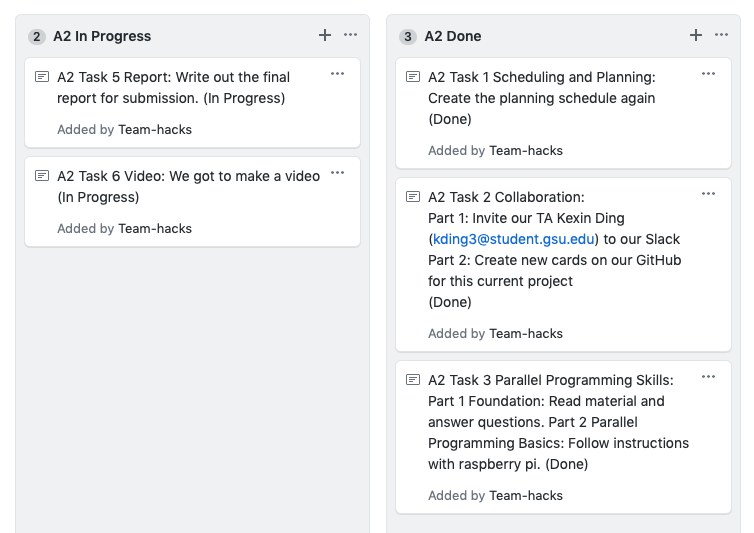 2 A2 In Progress
A2 Task 5 Report: Write out the final
report for submission. (In Progress)
Added by Team-hacks
A2 Task 6 Video: We got to make a video
(In Progress)
Added by Team-hacks
3 A2 Done
A2 Task 1 Scheduling and Planning:
Create the planning schedule again
(Done)
Added by Team-hacks
A2 Task 2 Collaboration:
Part 1: Invite our TA Kexin Ding
(kding3@student.gsu.edu) to our Slack
Part 2: Create new cards on our GitHub
for this current project
(Done)
Added by Team-hacks
A2 Task 3 Parallel Programming Skills:
Part 1 Foundation: Read material and
answer questions. Part 2 Parallel
Programming Basics: Follow instructions
with raspberry pi. (Done)
Added by Team-hacks